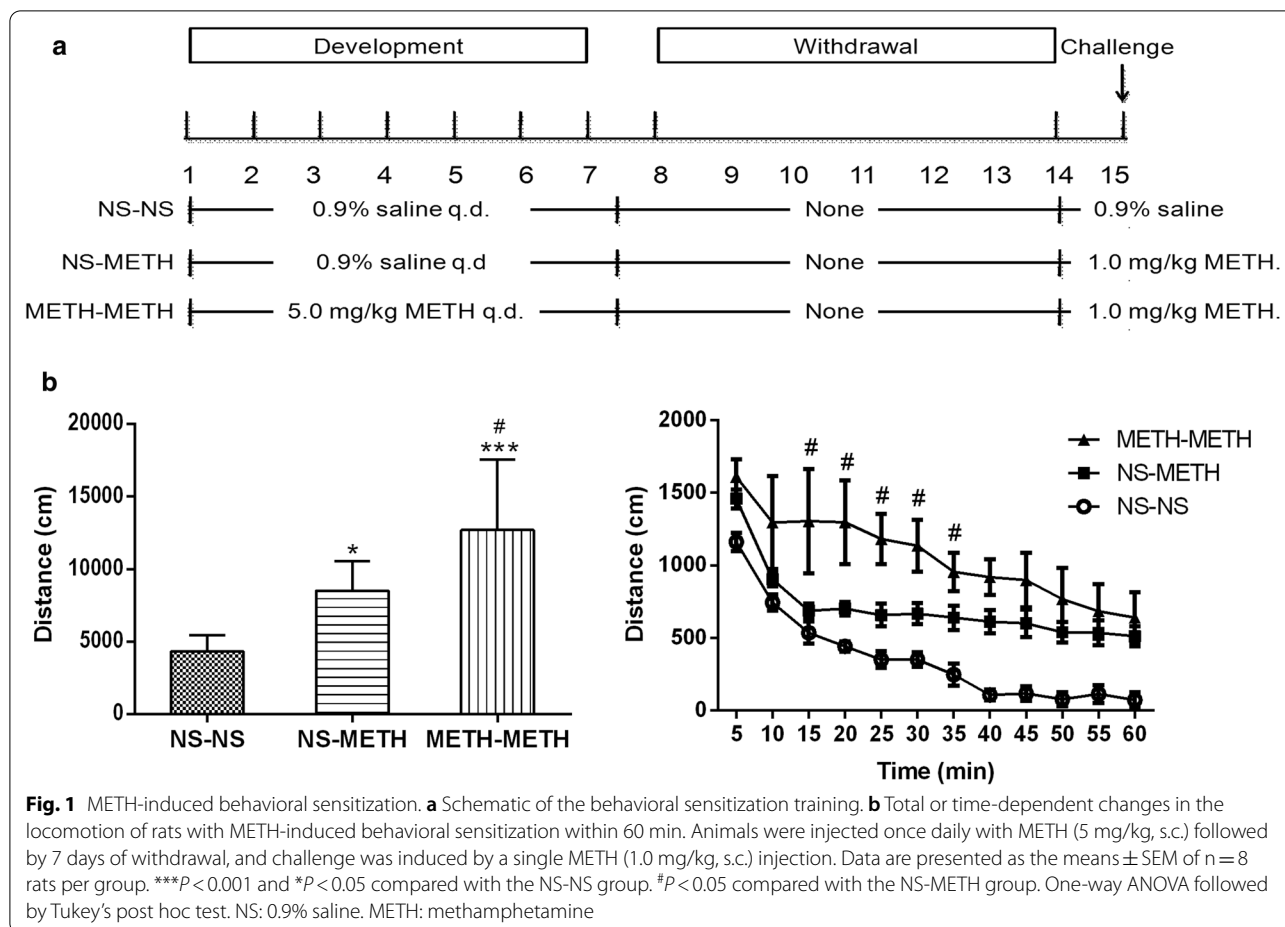 a
Development
Withdrawal
Challenge
1 2 3 4 5 6 7 8 9 10 11 12 13 14 15
NS-NS 0.9% saline q.d. None 0.9% saline
NS-METH 0.9% saline q.d None 1.0 mg/kg METH.
METH-METH 5.0 mg/kg METH q.d. None 1.0 mg/kg METH.
b
20000
15000
10000
5000
0
Distance (cm)
*
#
***
NS-NS NS-METH METH-METH
2000
1500
1000
500
0
Distance (cm)
# # # # #
METH-METH
NS-METH
NS-NS
5 10 15 20 25 30 35 40 45 50 55 60
Time (min)
Fig. 1 METH-induced behavioral sensitization. a Schematic of the behavioral sensitization training. b Total or time-dependent changes in the
locomotion of rats with METH-induced behavioral sensitization within 60 min. Animals were injected once daily with METH (5 mg/kg, s.c.) followed
by 7 days of withdrawal, and challenge was induced by a single METH (1.0 mg/kg, s.c.) injection. Data are presented as the means ± SEM of n = 8
rats per group. ***P < 0.001 and *P < 0.05 compared with the NS-NS group. #P < 0.05 compared with the NS-METH group. One-way ANOVA followed
by Tukey's post hoc test. NS: 0.9% saline. METH: methamphetamine